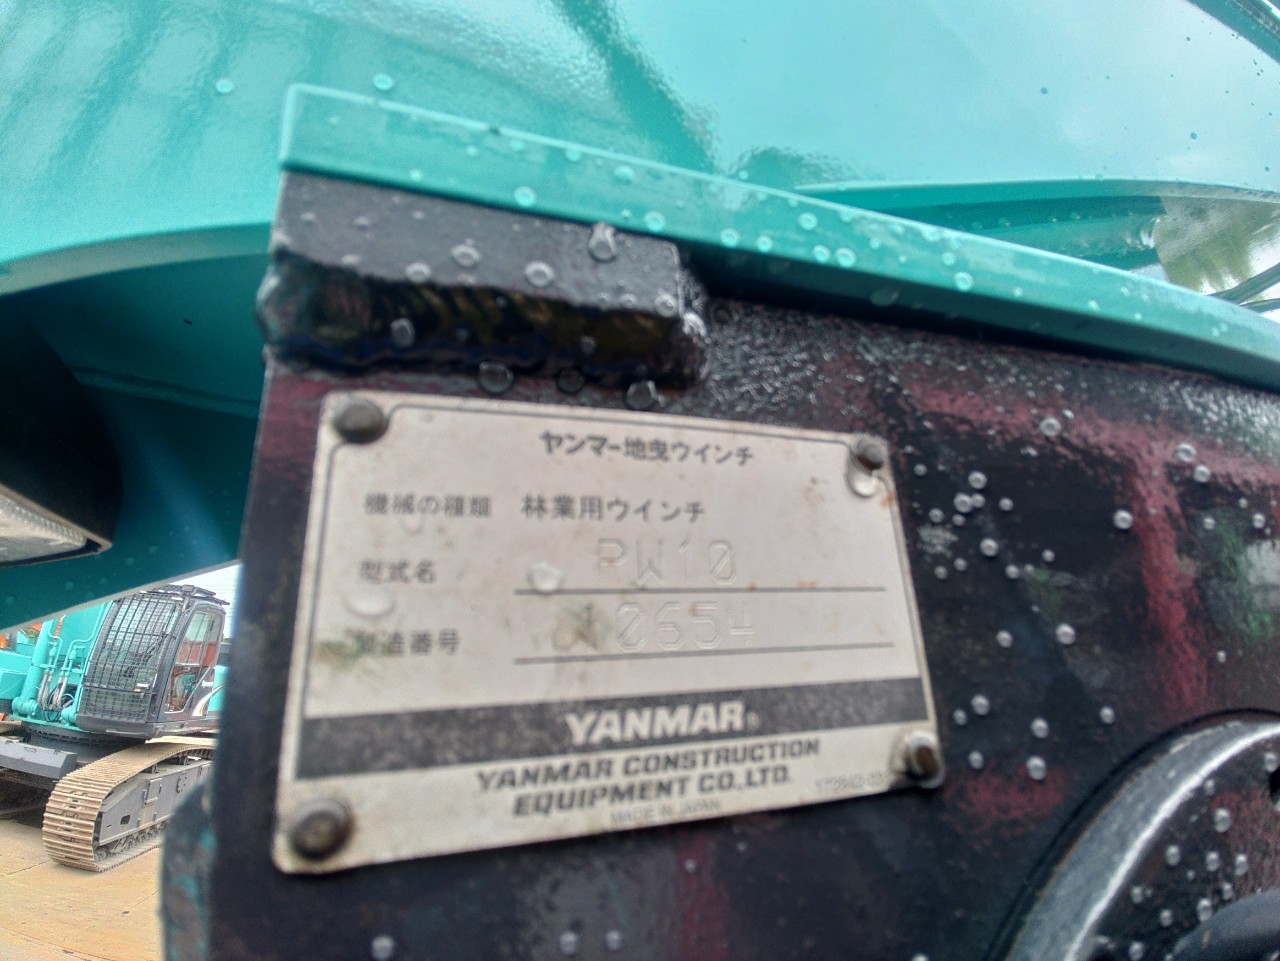 ヤンマー地曳ウインチ
機械の種類 林業用ウインチ
型式名 PW10
製造番号 0654
YANMAR
YANMAR CONSTRUCTION
EQUIPMENT CO.,LTD.
MADE IN JAPAN